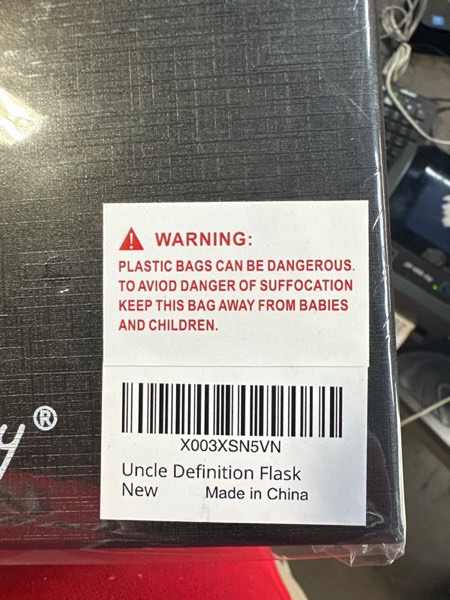 WARNING:
PLASTIC BAGS CAN BE DANGEROUS.
TO AVIOD DANGER OF SUFFOCATION
KEEP THIS BAG AWAY FROM BABIES
AND CHILDREN.
y®
X003XSN5VN
Uncle Definition Flask
New Made in China